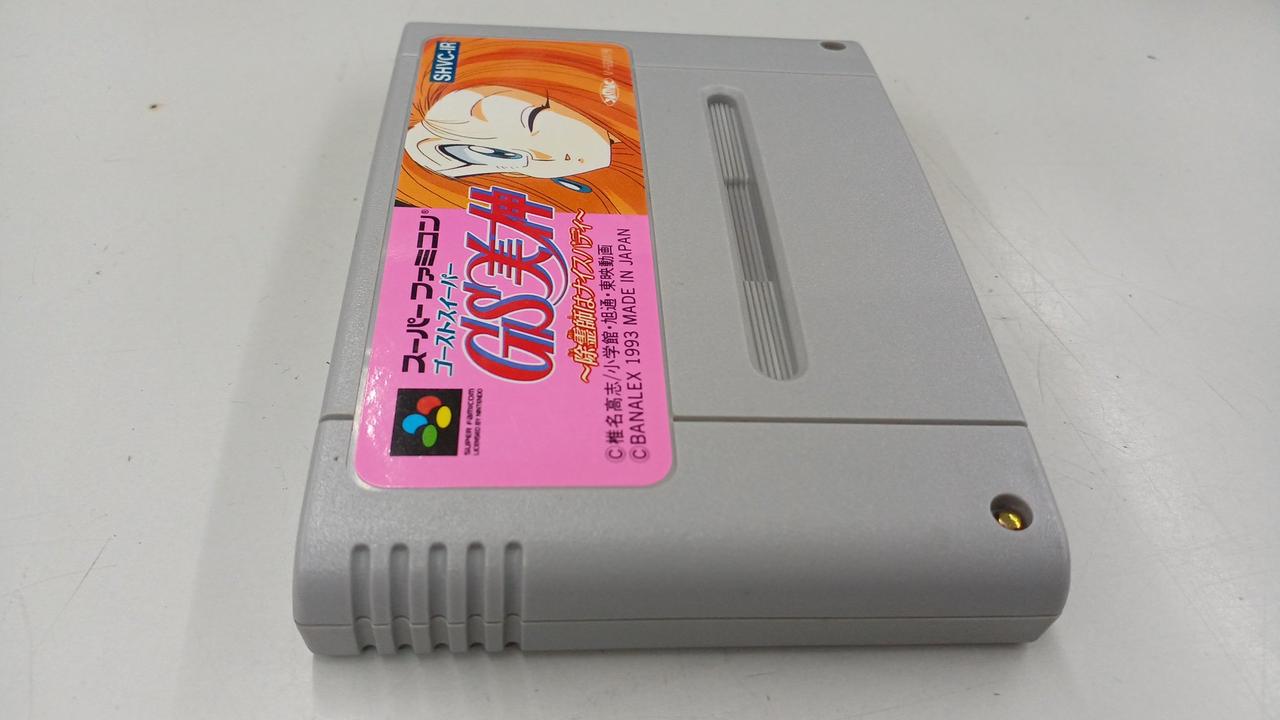 SHVC-IR
スーパーファミコン®
ゴーストスイーパー
GS美神
～除霊師はナイスバディ～
SUPER FAMICOM
LICENSED BY NINTENDO
©椎名高志/小学館・旭通・東映動画
©BANALEX 1993 MADE IN JAPAN